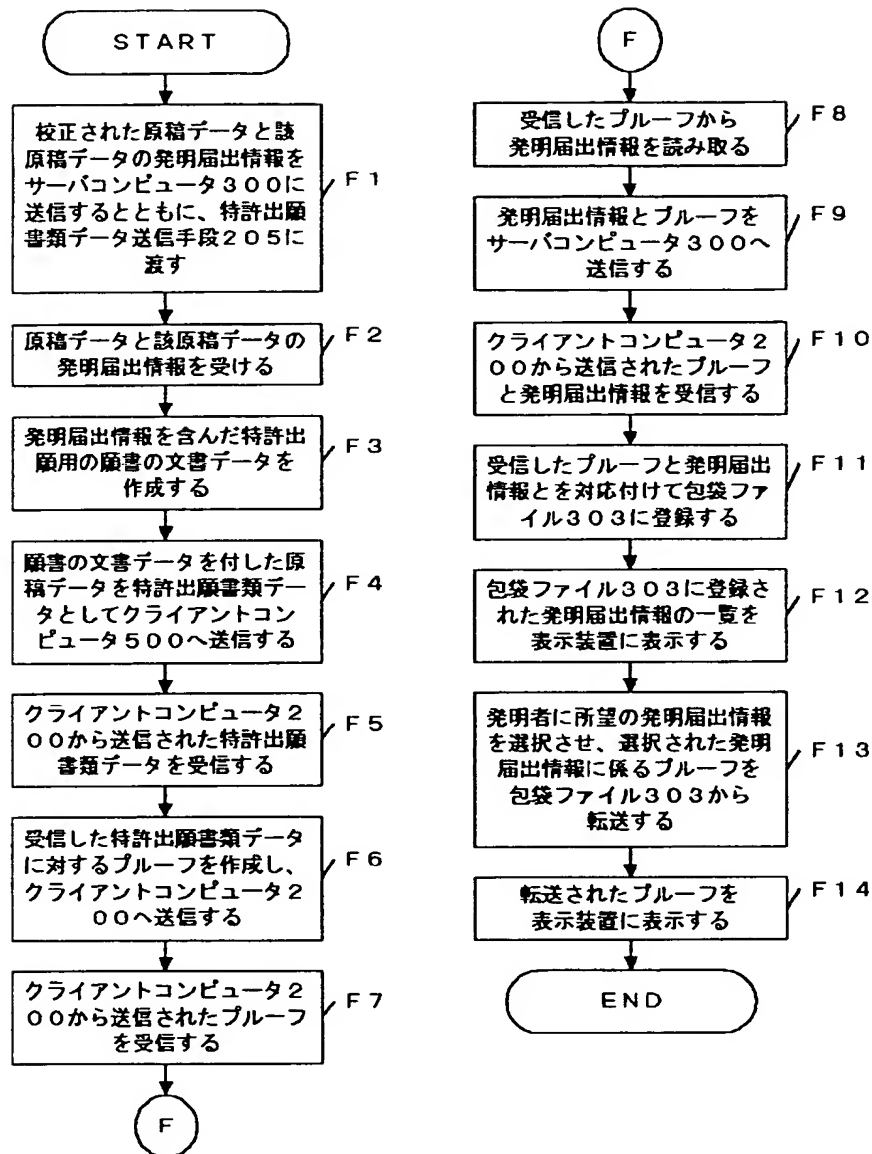 START
校正された原稿データと該
原稿データの発明届出情報を
サーバコンピュータ300に
送信するとともに、特許出願
書類データ送信手段205に
渡す
F1
原稿データと該原稿データの
発明届出情報を受ける
F2
発明届出情報を含んだ特許出
願用の願書の文書データを
作成する
F3
願書の文書データを付した原
稿データを特許出願書類デー
タとしてクライアントコン
ピュータ500へ送信する
F4
クライアントコンピュータ2
00から送信された特許出願
書類データを受信する
F5
受信した特許出願書類データ
に対するプルーフを作成し、
クライアントコンピュータ2
00へ送信する
F6
クライアントコンピュータ2
00から送信されたプルーフ
を受信する
F7
F
F
受信したプルーフから
発明届出情報を読み取る
F8
発明届出情報とプルーフを
サーバコンピュータ300へ
送信する
F9
クライアントコンピュータ2
00から送信されたプルーフ
と発明届出情報を受信する
F10
受信したプルーフと発明届出
情報とを対応付けて包袋ファ
イル303に登録する
F11
包袋ファイル303に登録さ
れた発明届出情報の一覧を
表示装置に表示する
F12
発明者に所望の発明届出情報
を選択させ、選択された発明
届出情報に係るプルーフを
包袋ファイル303から
転送する
F13
転送されたプルーフを
表示装置に表示する
F14
END